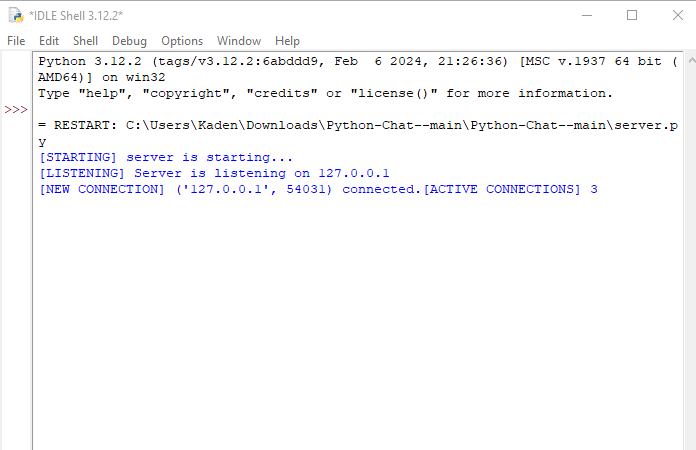 *IDLE Shell 3.12.2*
File Edit Shell Debug Options Window Help
Python 3.12.2 (tags/v3.12.2:6abddd9, Feb  6 2024, 21:26:36) [MSC v.1937 64 bit (
AMD64)] on win32
Type "help", "copyright", "credits" or "license()" for more information.
>>>
= RESTART: C:\Users\Kaden\Downloads\Python-Chat--main\Python-Chat--main\server.p
y
[STARTING] server is starting...
[LISTENING] Server is listening on 127.0.0.1
[NEW CONNECTION] ('127.0.0.1', 54031) connected.[ACTIVE CONNECTIONS] 3